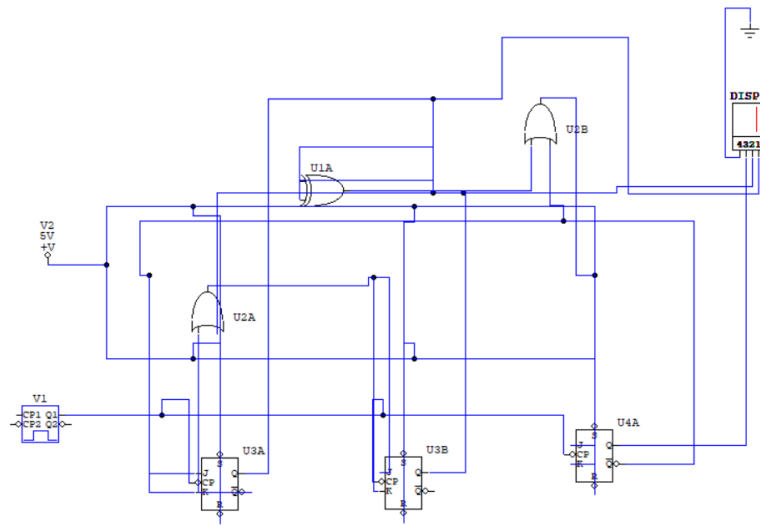 DISP
4321
U2B
U1A
V2
5V
+V
U2A
V1
CP1 Q1
CP2 Q2
U3A
S
J Q
CP
K Q
R
U3B
S
J Q
CP
K Q
R
U4A
S
J Q
CP
K Q
R